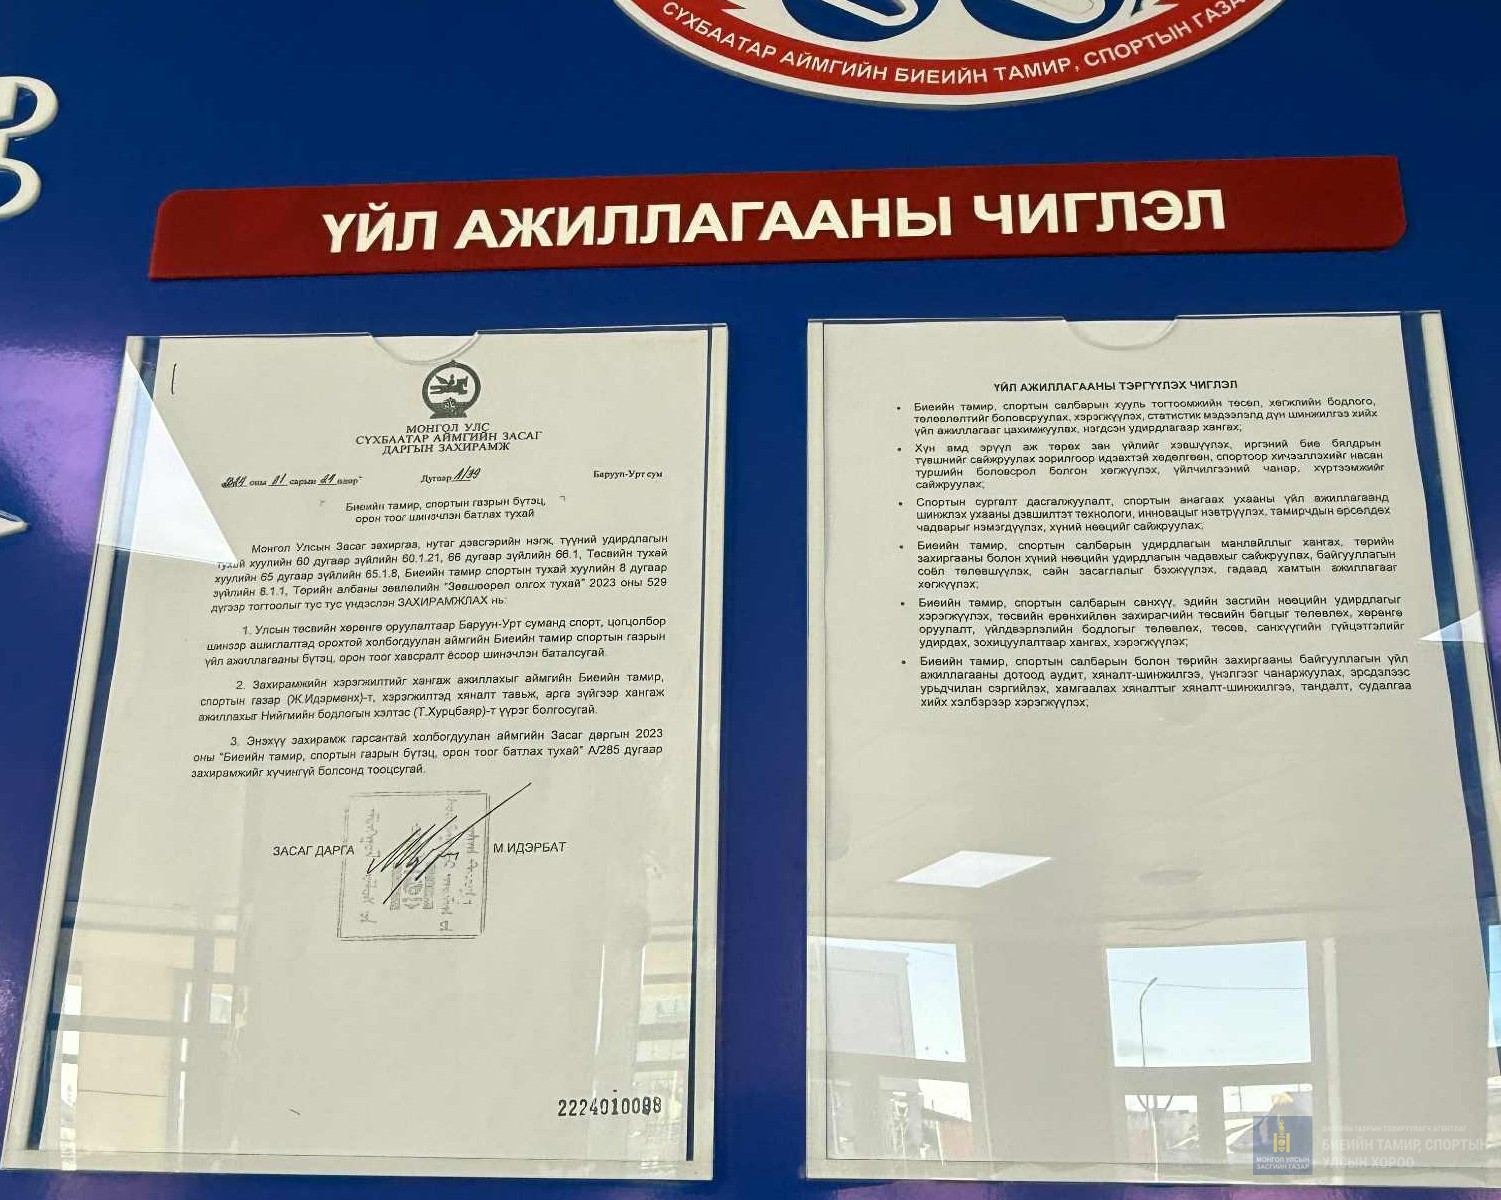 СҮХБААТАР АЙМГИЙН БИЕИЙН ТАМИР, СПОРТЫН ГАЗАР
ҮЙЛ АЖИЛЛАГААНЫ ЧИГЛЭЛ
МОНГОЛ УЛС
СҮХБААТАР АЙМГИЙН ЗАСАГ
ДАРГЫН ЗАХИРАМЖ
2024 оны 01 сарын 29 өдөр Дугаар А/39 Баруун-Урт сум
Биеийн тамир, спортын газрын бүтэц,
орон тоог шинэчлэн батлах тухай
Монгол Улсын Засаг захиргаа, нутаг дэвсгэрийн нэгж, түүний удирдлагын
тухай хуулийн 60 дугаар зүйлийн 60.1.21, 66 дугаар зүйлийн 66.1, Төсвийн тухай
хуулийн 65 дугаар зүйлийн 65.1.8, Биеийн тамир спортын тухай хуулийн 8 дугаар
зүйлийн 8.1.1, Төрийн албаны зөвлөлийн "Зөвшөөрөл олгох тухай" 2023 оны 529
дүгээр тогтоолыг тус тус үндэслэн ЗАХИРАМЖЛАХ нь:
1. Улсын төсвийн хөрөнгө оруулалтаар Баруун-Урт суманд спорт, цогцолбор
шинээр ашиглалтад орохтой холбогдуулан аймгийн Биеийн тамир спортын газрын
үйл ажиллагааны бүтэц, орон тоог хавсралт ёсоор шинэчлэн баталсугай.
2. Захирамжийн хэрэгжилтийг хангаж ажиллахыг аймгийн Биеийн тамир,
спортын газар (Ж.Идэрмөнх)-т, хэрэгжилтэд хяналт тавьж, арга зүйгээр хангаж
ажиллахыг Нийгмийн бодлогын хэлтэс (Т.Хурцбаяр)-т үүрэг болгосугай.
3. Энэхүү захирамж гарсантай холбогдуулан аймгийн Засаг даргын 2023
оны "Биеийн тамир, спортын газрын бүтэц, орон тоог батлах тухай" А/285 дугаар
захирамжийг хүчингүй болсонд тооцсугай.
ЗАСАГ ДАРГА М.ИДЭРБАТ
2224010098
ҮЙЛ АЖИЛЛАГААНЫ ТЭРГҮҮЛЭХ ЧИГЛЭЛ
• Биеийн тамир, спортын салбарын хууль тогтоомжийн төсөл, хөгжлийн бодлого,
төлөвлөлтийг боловсруулах, хэрэгжүүлэх, статистик мэдээлэлд дүн шинжилгээ хийх
үйл ажиллагааг цахимжуулах, нэгдсэн удирдлагаар хангах;
• Хүн амд эрүүл аж төрөх зан үйлийг хэвшүүлэх, иргэний бие бялдрын
түвшнийг сайжруулах зорилгоор идэвхтэй хөдөлгөөн, спортоор хичээллэхийг насан
туршийн боловсрол болгон хөгжүүлэх, үйлчилгээний чанар, хүртээмжийг
сайжруулах;
• Спортын сургалт дасгалжуулалт, спортын анагаах ухааны үйл ажиллагаанд
шинжлэх ухааны дэвшилтэт технологи, инновацыг нэвтрүүлэх, тамирчдын өрсөлдөх
чадварыг нэмэгдүүлэх, хүний нөөцийг сайжруулах;
• Биеийн тамир, спортын салбарын удирдлагын манлайллыг хангах, төрийн
захиргааны болон хүний нөөцийн удирдлагын чадавхыг сайжруулах, байгууллагын
соёл төлөвшүүлэх, сайн засаглалыг бэхжүүлэх, гадаад хамтын ажиллагааг
хөгжүүлэх;
• Биеийн тамир, спортын салбарын санхүү, эдийн засгийн нөөцийн удирдлагыг
хэрэгжүүлэх, төсвийн ерөнхийлөн захирагчийн төсвийн багцыг төлөвлөх, хөрөнгө
оруулалт, үйлдвэрлэлийн бодлогыг төлөвлөх, төсөв, санхүүгийн гүйцэтгэлийг
удирдах, зохицуулалтаар хангах, хэрэгжүүлэх;
• Биеийн тамир, спортын салбарын болон төрийн захиргааны байгууллагын үйл
ажиллагааны дотоод аудит, хяналт-шинжилгээ, үнэлгээг чанаржуулах, эрсдэлээс
урьдчилан сэргийлэх, хамгаалах хяналтыг хяналт-шинжилгээ, тандалт, судалгаа
хийх хэлбэрээр хэрэгжүүлэх;
МОНГОЛ УЛСЫН
ЗАСГИЙН ГАЗАР
БИЕИЙН ТАМИР, СПОРТЫН
УЛСЫН ХОРОО